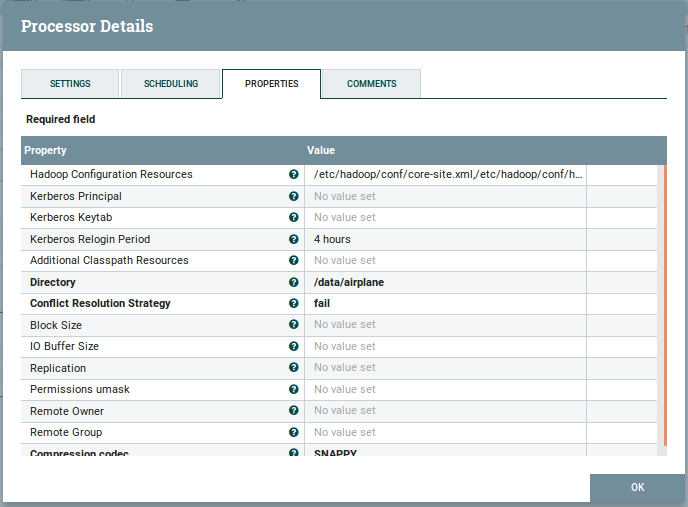 Processor Details
SETTINGS SCHEDULING PROPERTIES COMMENTS
Required field
Property Value
Hadoop Configuration Resources /etc/hadoop/conf/core-site.xml,/etc/hadoop/conf/h...
Kerberos Principal No value set
Kerberos Keytab No value set
Kerberos Relogin Period 4 hours
Additional Classpath Resources No value set
Directory /data/airplane
Conflict Resolution Strategy fail
Block Size No value set
IO Buffer Size No value set
Replication No value set
Permissions umask No value set
Remote Owner No value set
Remote Group No value set
Compression codec SNAPPY
OK